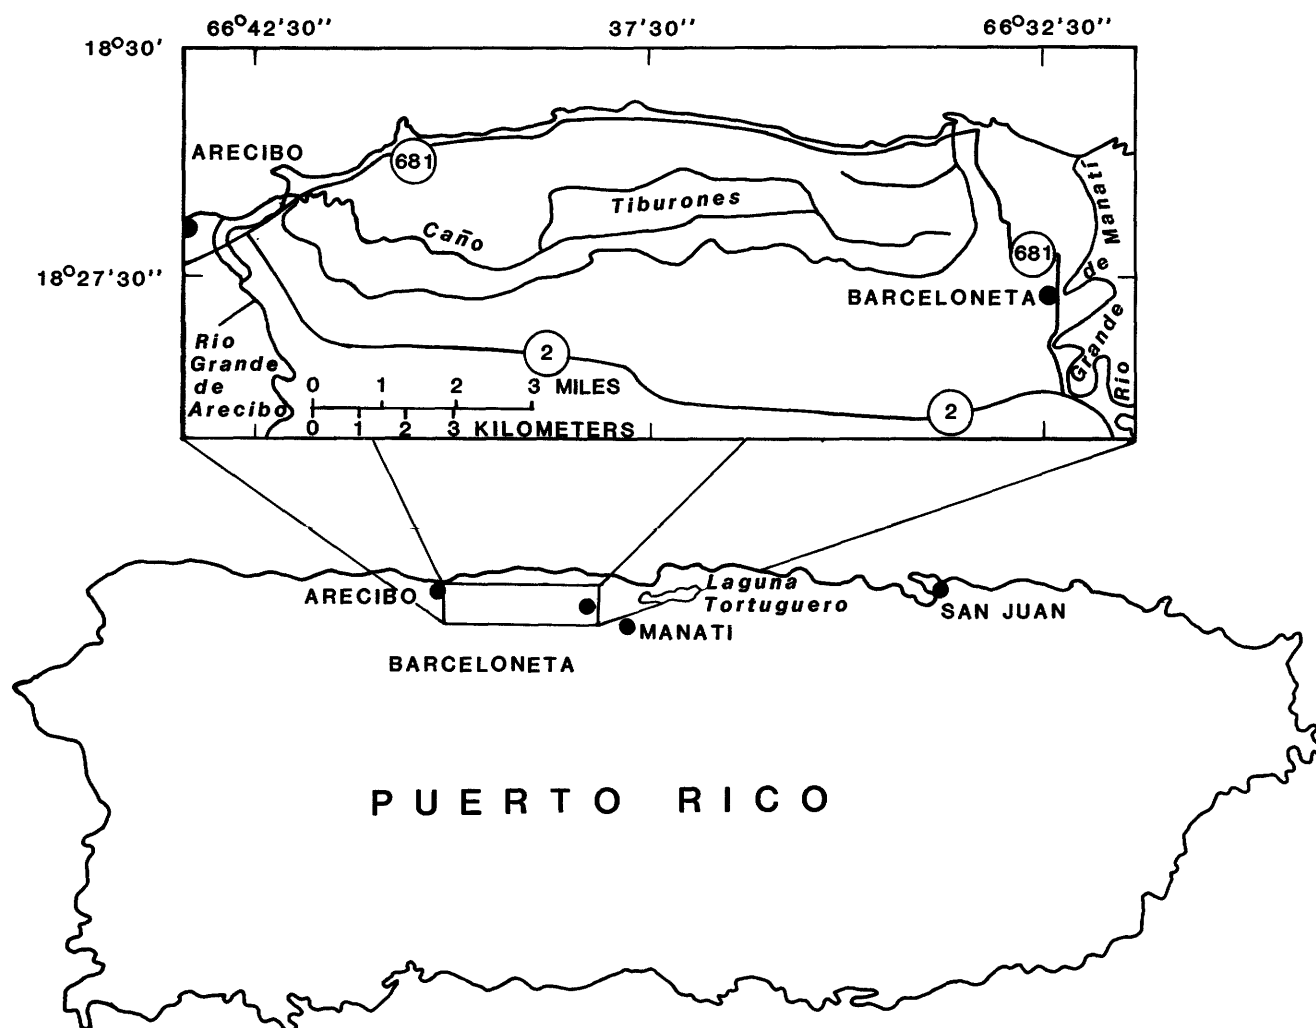 66°42'30''
37'30''
66°32'30''
18°30'
ARECIBO
681
Tiburones
Caño
Rio Grande de Manatí
18°27'30''
681
BARCELONETA
Rio
Grande
de
Arecibo
2
0 1 2 3 MILES
0 1 2 3 KILOMETERS
2
ARECIBO
Laguna
Tortuguero
SAN JUAN
MANATI
BARCELONETA
PUERTO RICO